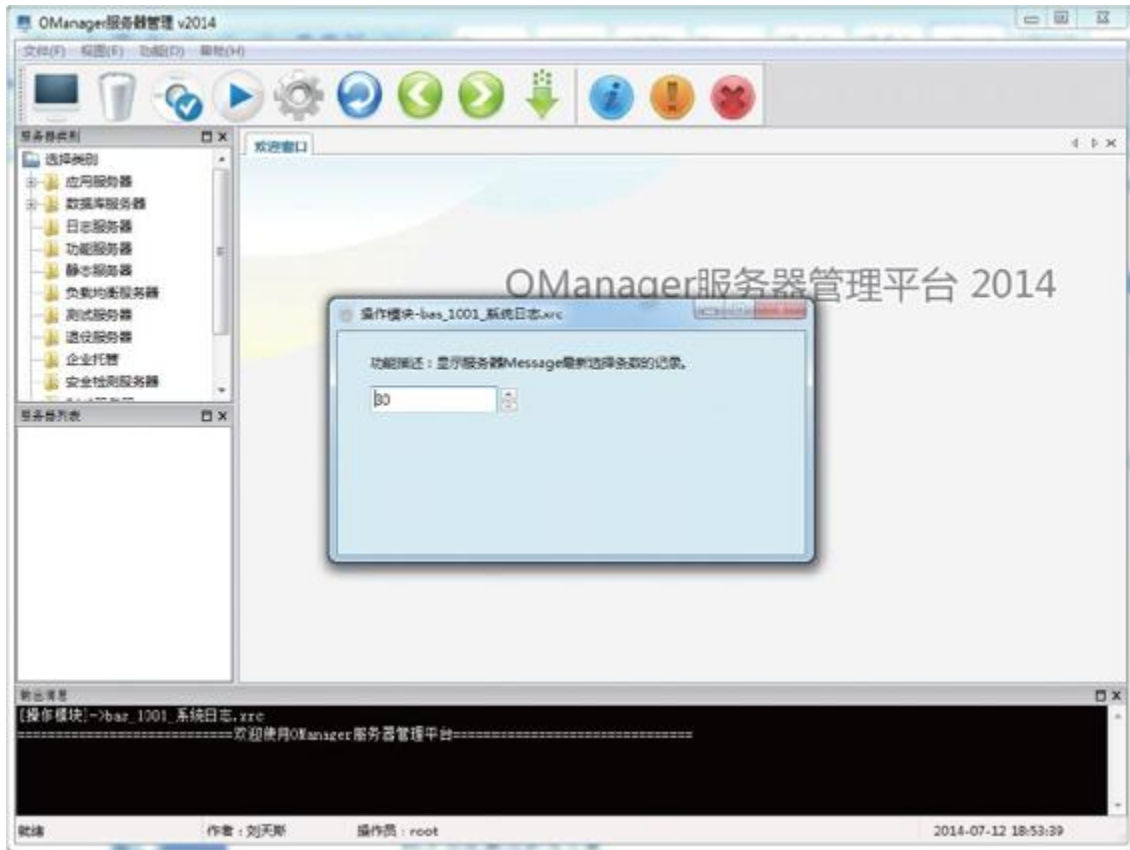 OManager服务器管理 v2014
文件(F) 视图(E) 功能(D) 帮助(H)
服务器类别
欢迎窗口
选择类别
应用服务器
数据库服务器
日志服务器
功能服务器
静态服务器
负载均衡服务器
测试服务器
退役服务器
企业托管
安全检测服务器
OManager服务器管理平台 2014
操作模块-bas_1001_系统日志.xrc
功能描述：显示服务器Message最新选择条数的记录。
30
服务器列表
输出消息
[操作模块]->bas_1001_系统日志.xrc
============================欢迎使用OManager服务器管理平台===============================
就绪 作者：刘天斯 操作员：root 2014-07-12 18:53:39